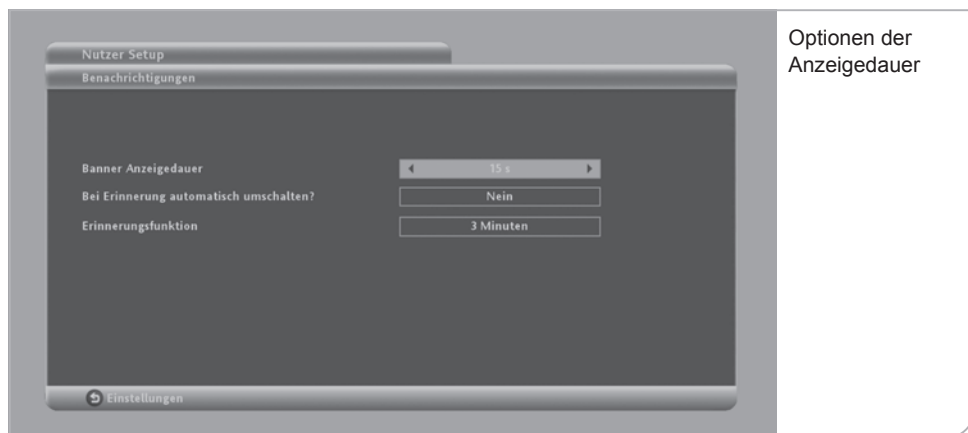 Nutzer Setup
Benachrichtigungen
Banner Anzeigedauer 15 s
Bei Erinnerung automatisch umschalten? Nein
Erinnerungsfunktion 3 Minuten
Einstellungen
Optionen der
Anzeigedauer